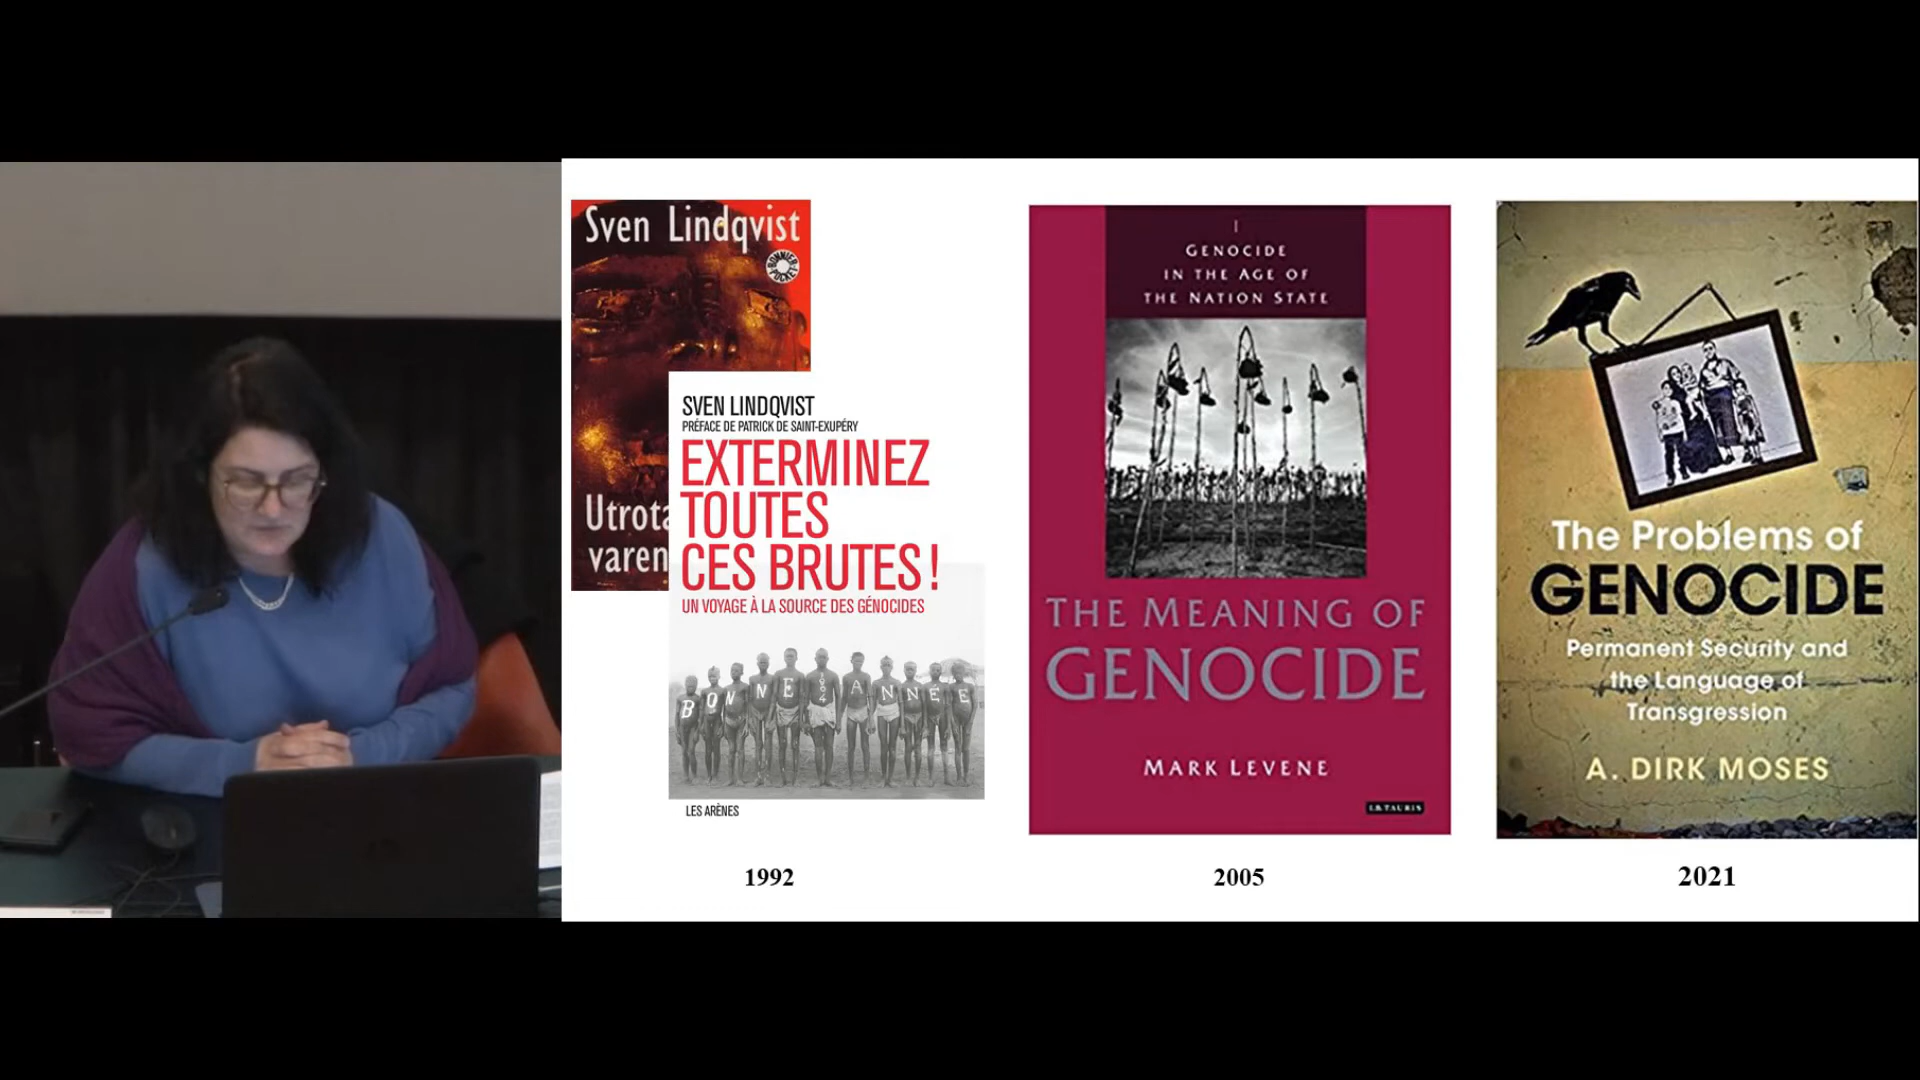 Sven Lindqvist
BONNIER
POCKET
Utrota
varen
SVEN LINDQVIST
PRÉFACE DE PATRICK DE SAINT-EXUPÉRY
EXTERMINEZ
TOUTES
CES BRUTES !
UN VOYAGE À LA SOURCE DES GÉNOCIDES
BONNE 1904 ANNÉE
LES ARÈNES
1992
I
GENOCIDE
IN THE AGE OF
THE NATION STATE
THE MEANING OF
GENOCIDE
MARK LEVENE
I.B.TAURIS
2005
The Problems of
GENOCIDE
Permanent Security and
the Language of
Transgression
A. DIRK MOSES
2021